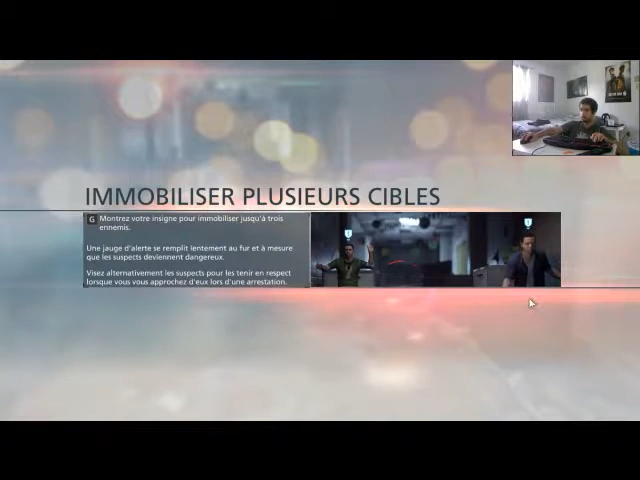 IMMOBILISER PLUSIEURS CIBLES
G Montrez votre insigne pour immobiliser jusqu'à trois
ennemis.
Une jauge d'alerte se remplit lentement au fur et à mesure
que les suspects deviennent dangereux.
Visez alternativement les suspects pour les tenir en respect
lorsque vous vous approchez d'eux lors d'une arrestation.